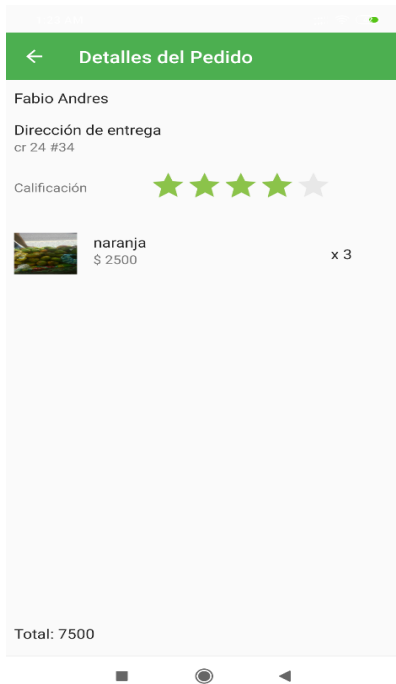 Detalles del Pedido
Fabio Andres
Dirección de entrega
cr 24 #34
Calificación
naranja
$ 2500
x 3
Total: 7500